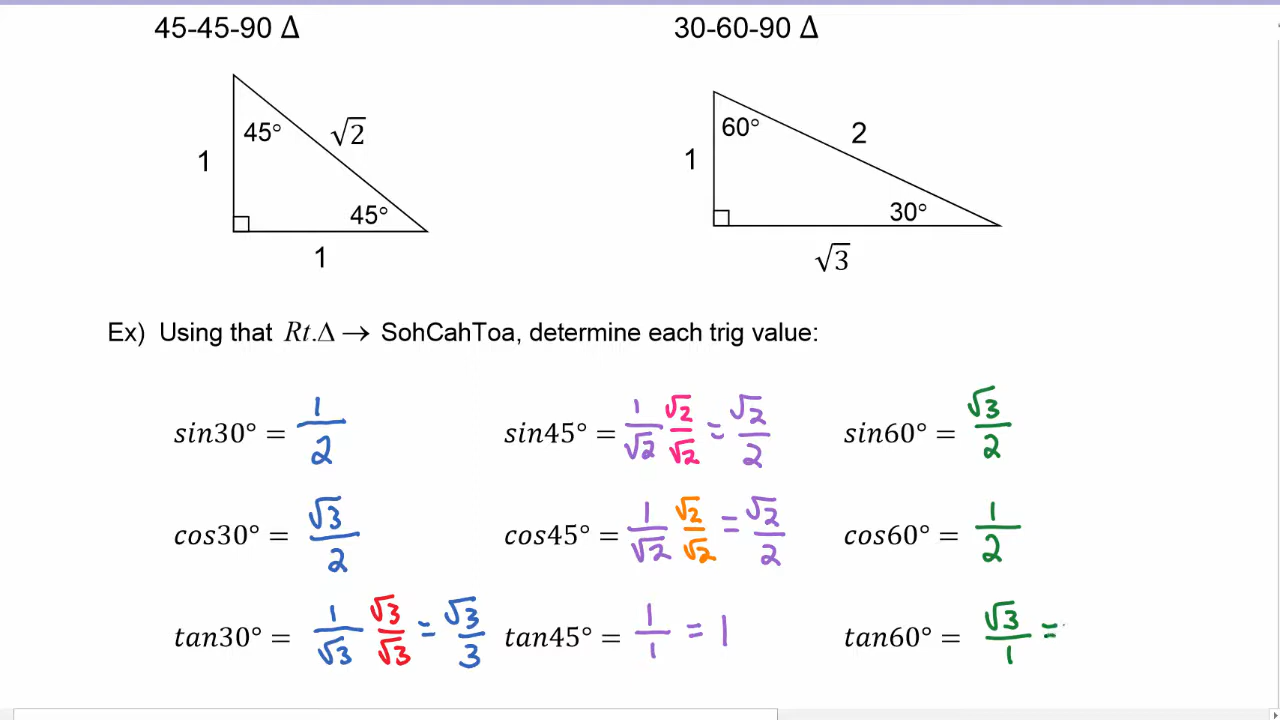 45-45-90 Δ
30-60-90 Δ
45°
√2
1
45°
1
60°
2
1
30°
√3
Ex) Using that Rt.Δ → SohCahToa, determine each trig value:
sin30° = 1/2
sin45° = 1/√2 √2/√2 = √2/2
sin60° = √3/2
cos30° = √3/2
cos45° = 1/√2 √2/√2 = √2/2
cos60° = 1/2
tan30° = 1/√3 √3/√3 = √3/3
tan45° = 1/1 = 1
tan60° = √3/1 =